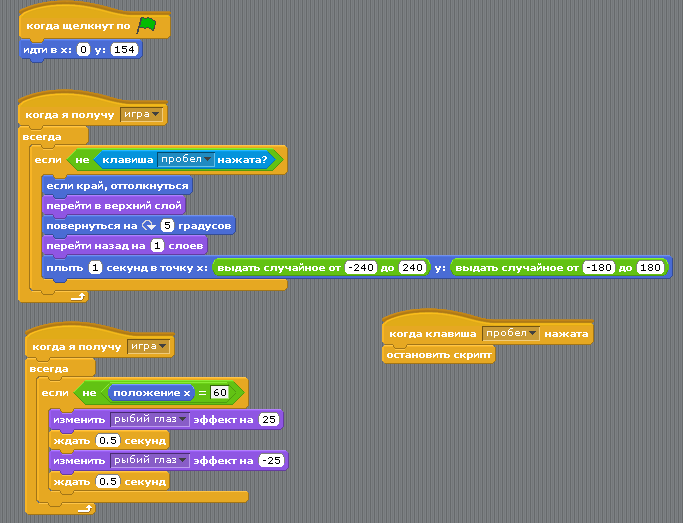 когда щелкнут по
идти в x: 0 y: 154
когда я получу игра
всегда
если не клавиша пробел нажата?
если край, оттолкнуться
перейти в верхний слой
повернуться на 5 градусов
перейти назад на 1 слоев
плыть 1 секунд в точку x: выдать случайное от -240 до 240 y: выдать случайное от -180 до 180
когда я получу игра
всегда
если не положение x = 60
изменить рыбий глаз эффект на 25
ждать 0.5 секунд
изменить рыбий глаз эффект на -25
ждать 0.5 секунд
когда клавиша пробел нажата
остановить скрипт